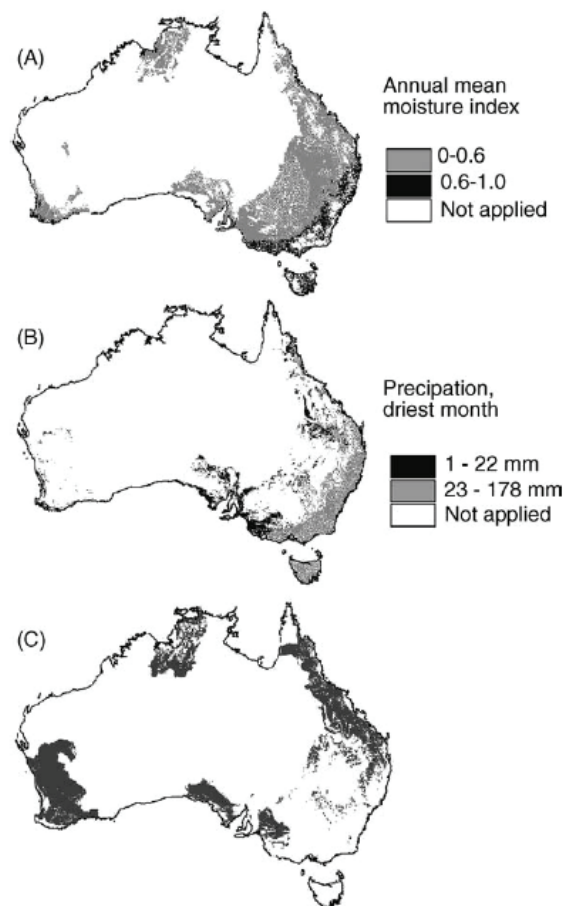 (A)
Annual mean
moisture index
0-0.6
0.6-1.0
Not applied
(B)
Precipation,
driest month
1 - 22 mm
23 - 178 mm
Not applied
(C)